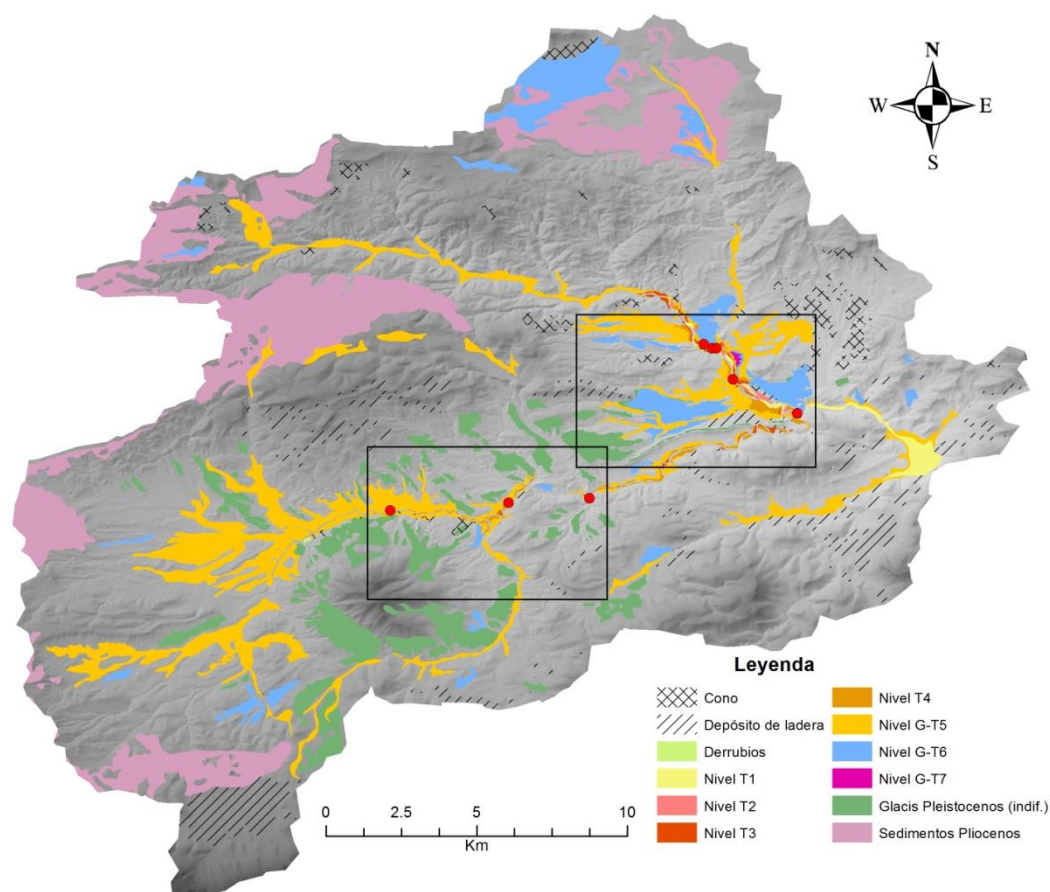 N
W E
S
Leyenda
Cono
Depósito de ladera
Derrubios
Nivel T1
Nivel T2
Nivel T3
Nivel T4
Nivel G-T5
Nivel G-T6
Nivel G-T7
Glacis Pleistocenos (indif.)
Sedimentos Pliocenos
0 2.5 5 10
Km